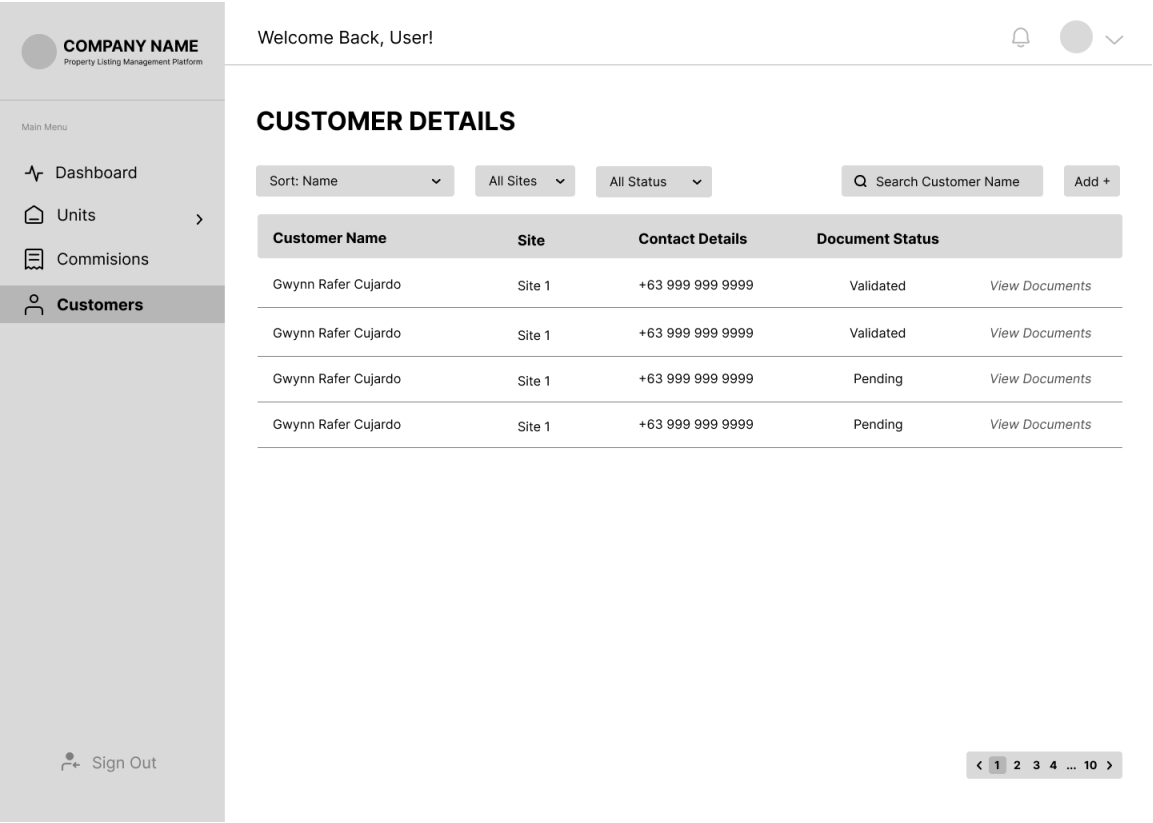 COMPANY NAME
Property Listing Management Platform
Welcome Back, User!
Main Menu
Dashboard
Units
Commisions
Customers
Sign Out
CUSTOMER DETAILS
Sort: Name
All Sites
All Status
Search Customer Name
Add +
Customer Name Site Contact Details Document Status
Gwynn Rafer Cujardo Site 1 +63 999 999 9999 Validated View Documents
Gwynn Rafer Cujardo Site 1 +63 999 999 9999 Validated View Documents
Gwynn Rafer Cujardo Site 1 +63 999 999 9999 Pending View Documents
Gwynn Rafer Cujardo Site 1 +63 999 999 9999 Pending View Documents
1 2 3 4 ... 10